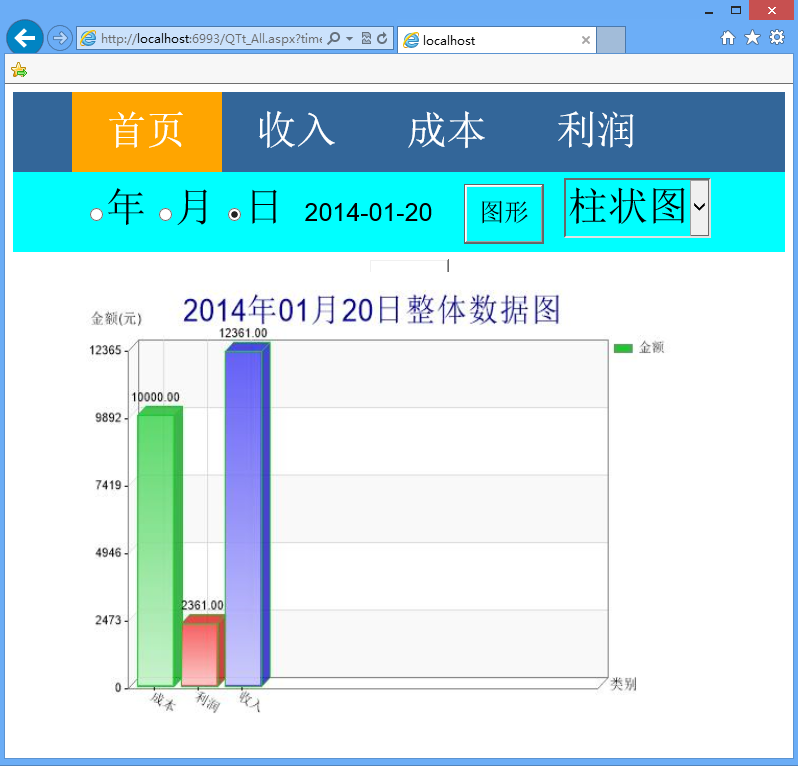 http://localhost:6993/QTt_All.aspx?time
localhost
首页 收入 成本 利润
年 月 日 2014-01-20 图形 柱状图
2014年01月20日整体数据图
金额(元)
12361.00
12365
金额
10000.00
9892
7419
4946
2361.00
2473
0
类别
成本 利润 收入